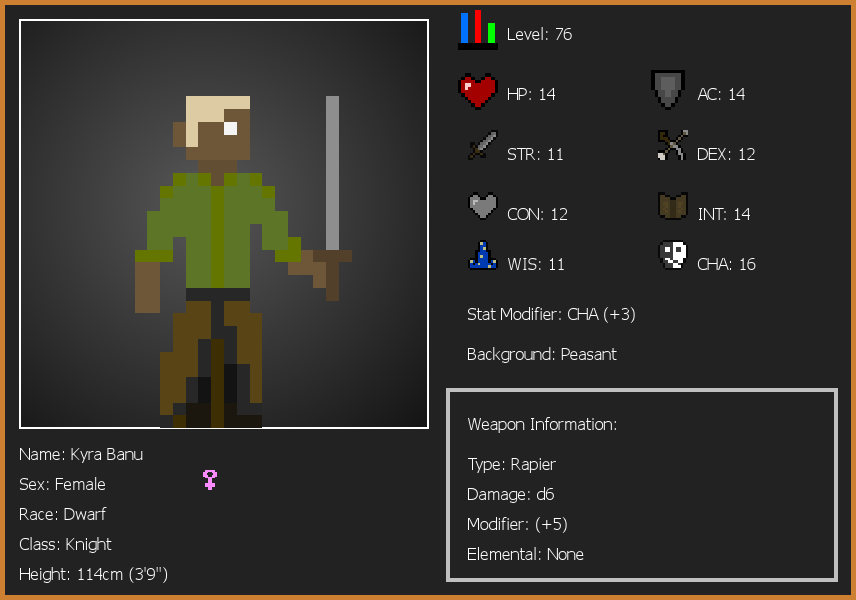 Level: 76
HP: 14
AC: 14
STR: 11
DEX: 12
CON: 12
INT: 14
WIS: 11
CHA: 16
Stat Modifier: CHA (+3)
Background: Peasant
Weapon Information:
Type: Rapier
Damage: d6
Modifier: (+5)
Elemental: None
Name: Kyra Banu
Sex: Female
Race: Dwarf
Class: Knight
Height: 114cm (3'9")